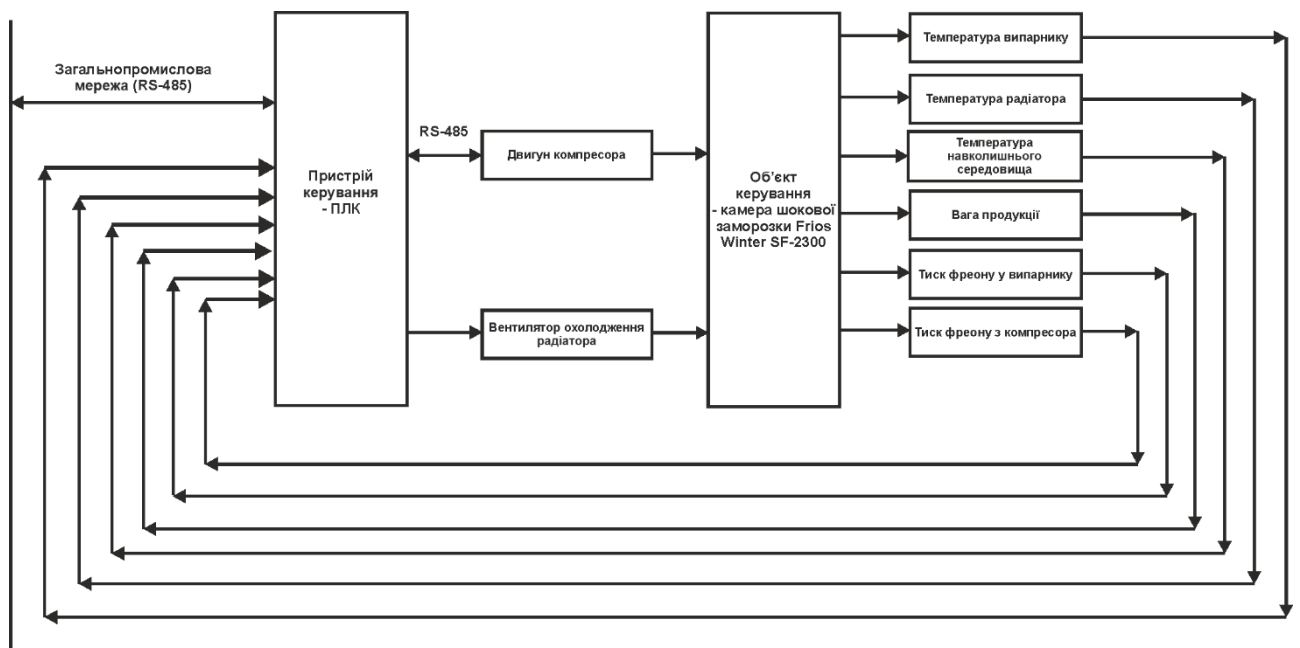 Загальнопромислова
мережа (RS-485)
Пристрій
керування
- ПЛК
RS-485
Двигун компресора
Вентилятор охолодження
радіатора
Об'єкт
керування
- камера шокової
заморозки Frios
Winter SF-2300
Температура випарнику
Температура радіатора
Температура
навколишнього
середовища
Вага продукції
Тиск фреону у випарнику
Тиск фреону з компресора